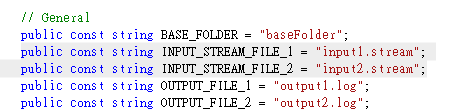 // General
public const string BASE_FOLDER = "baseFolder";
public const string INPUT_STREAM_FILE_1 = "input1.stream";
public const string INPUT_STREAM_FILE_2 = "input2.stream";
public const string OUTPUT_FILE_1 = "output1.log";
public const string OUTPUT_FILE_2 = "output2.log";